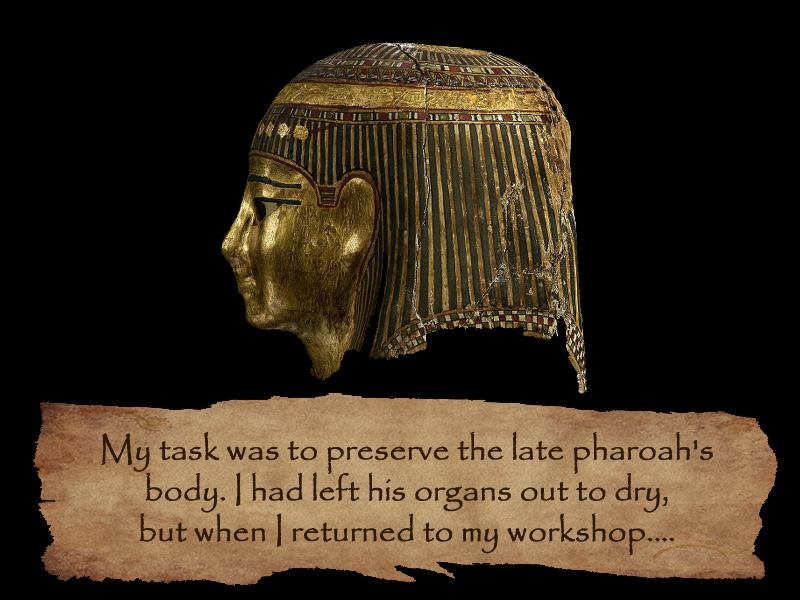 My task was to preserve the late pharoah's
body. I had left his organs out to dry,
but when I returned to my workshop....